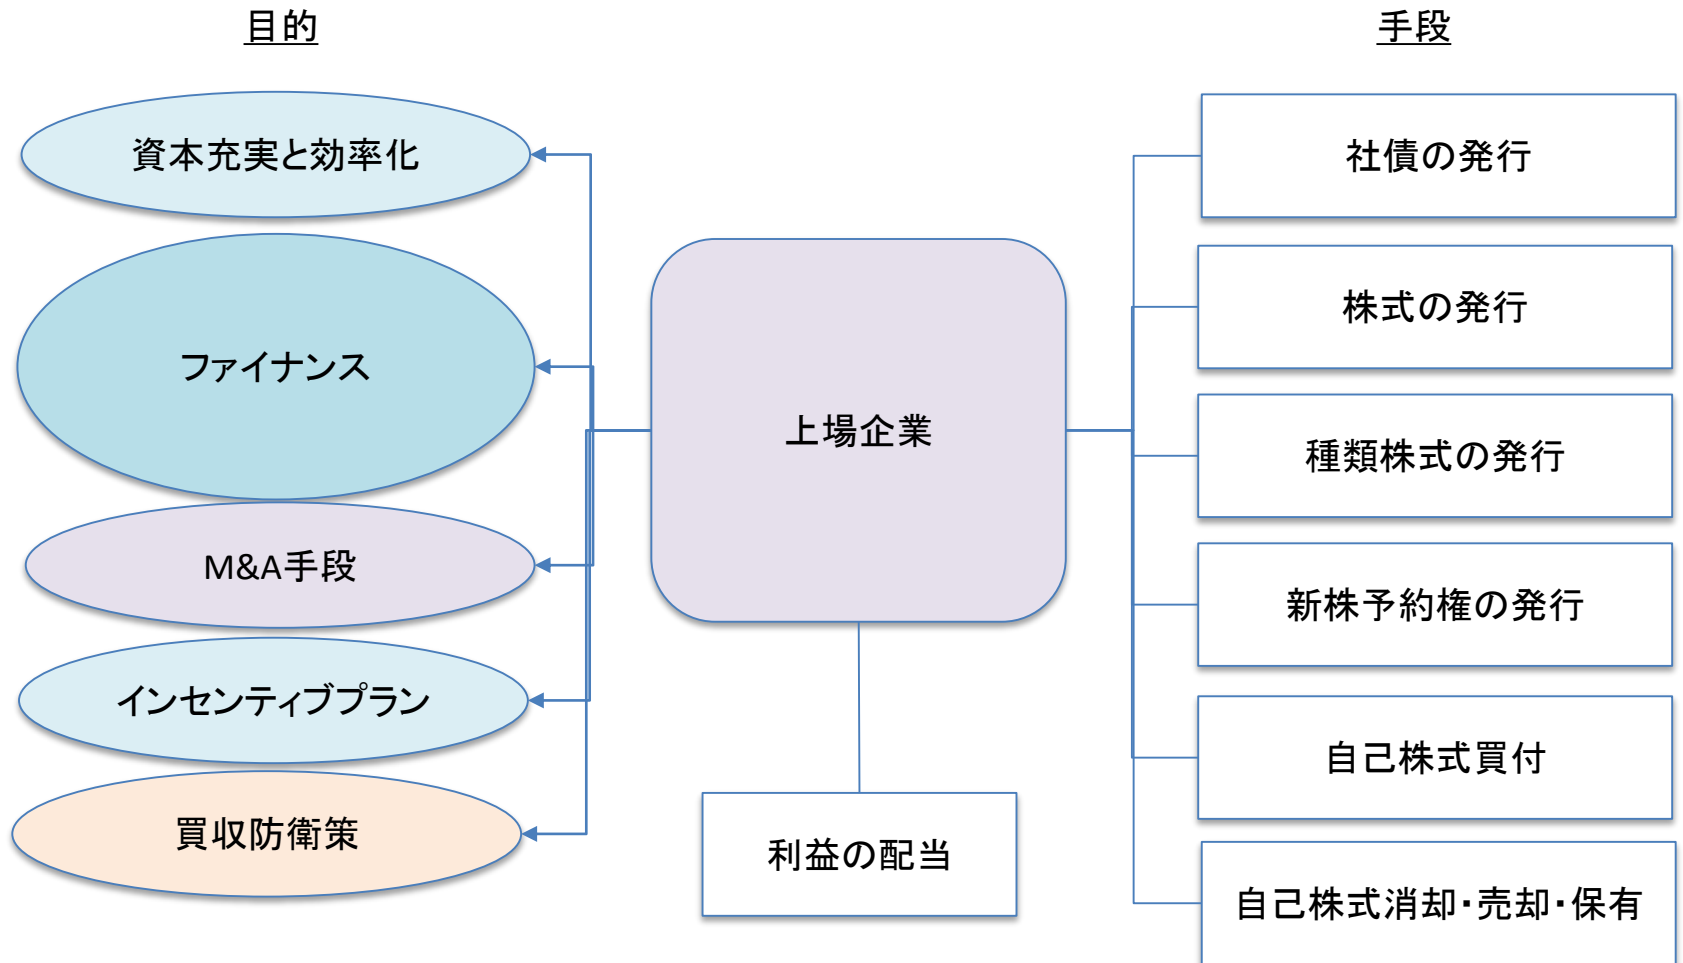 目的
手段
資本充実と効率化
ファイナンス
M&A手段
インセンティブプラン
買収防衛策
上場企業
利益の配当
社債の発行
株式の発行
種類株式の発行
新株予約権の発行
自己株式買付
自己株式消却・売却・保有